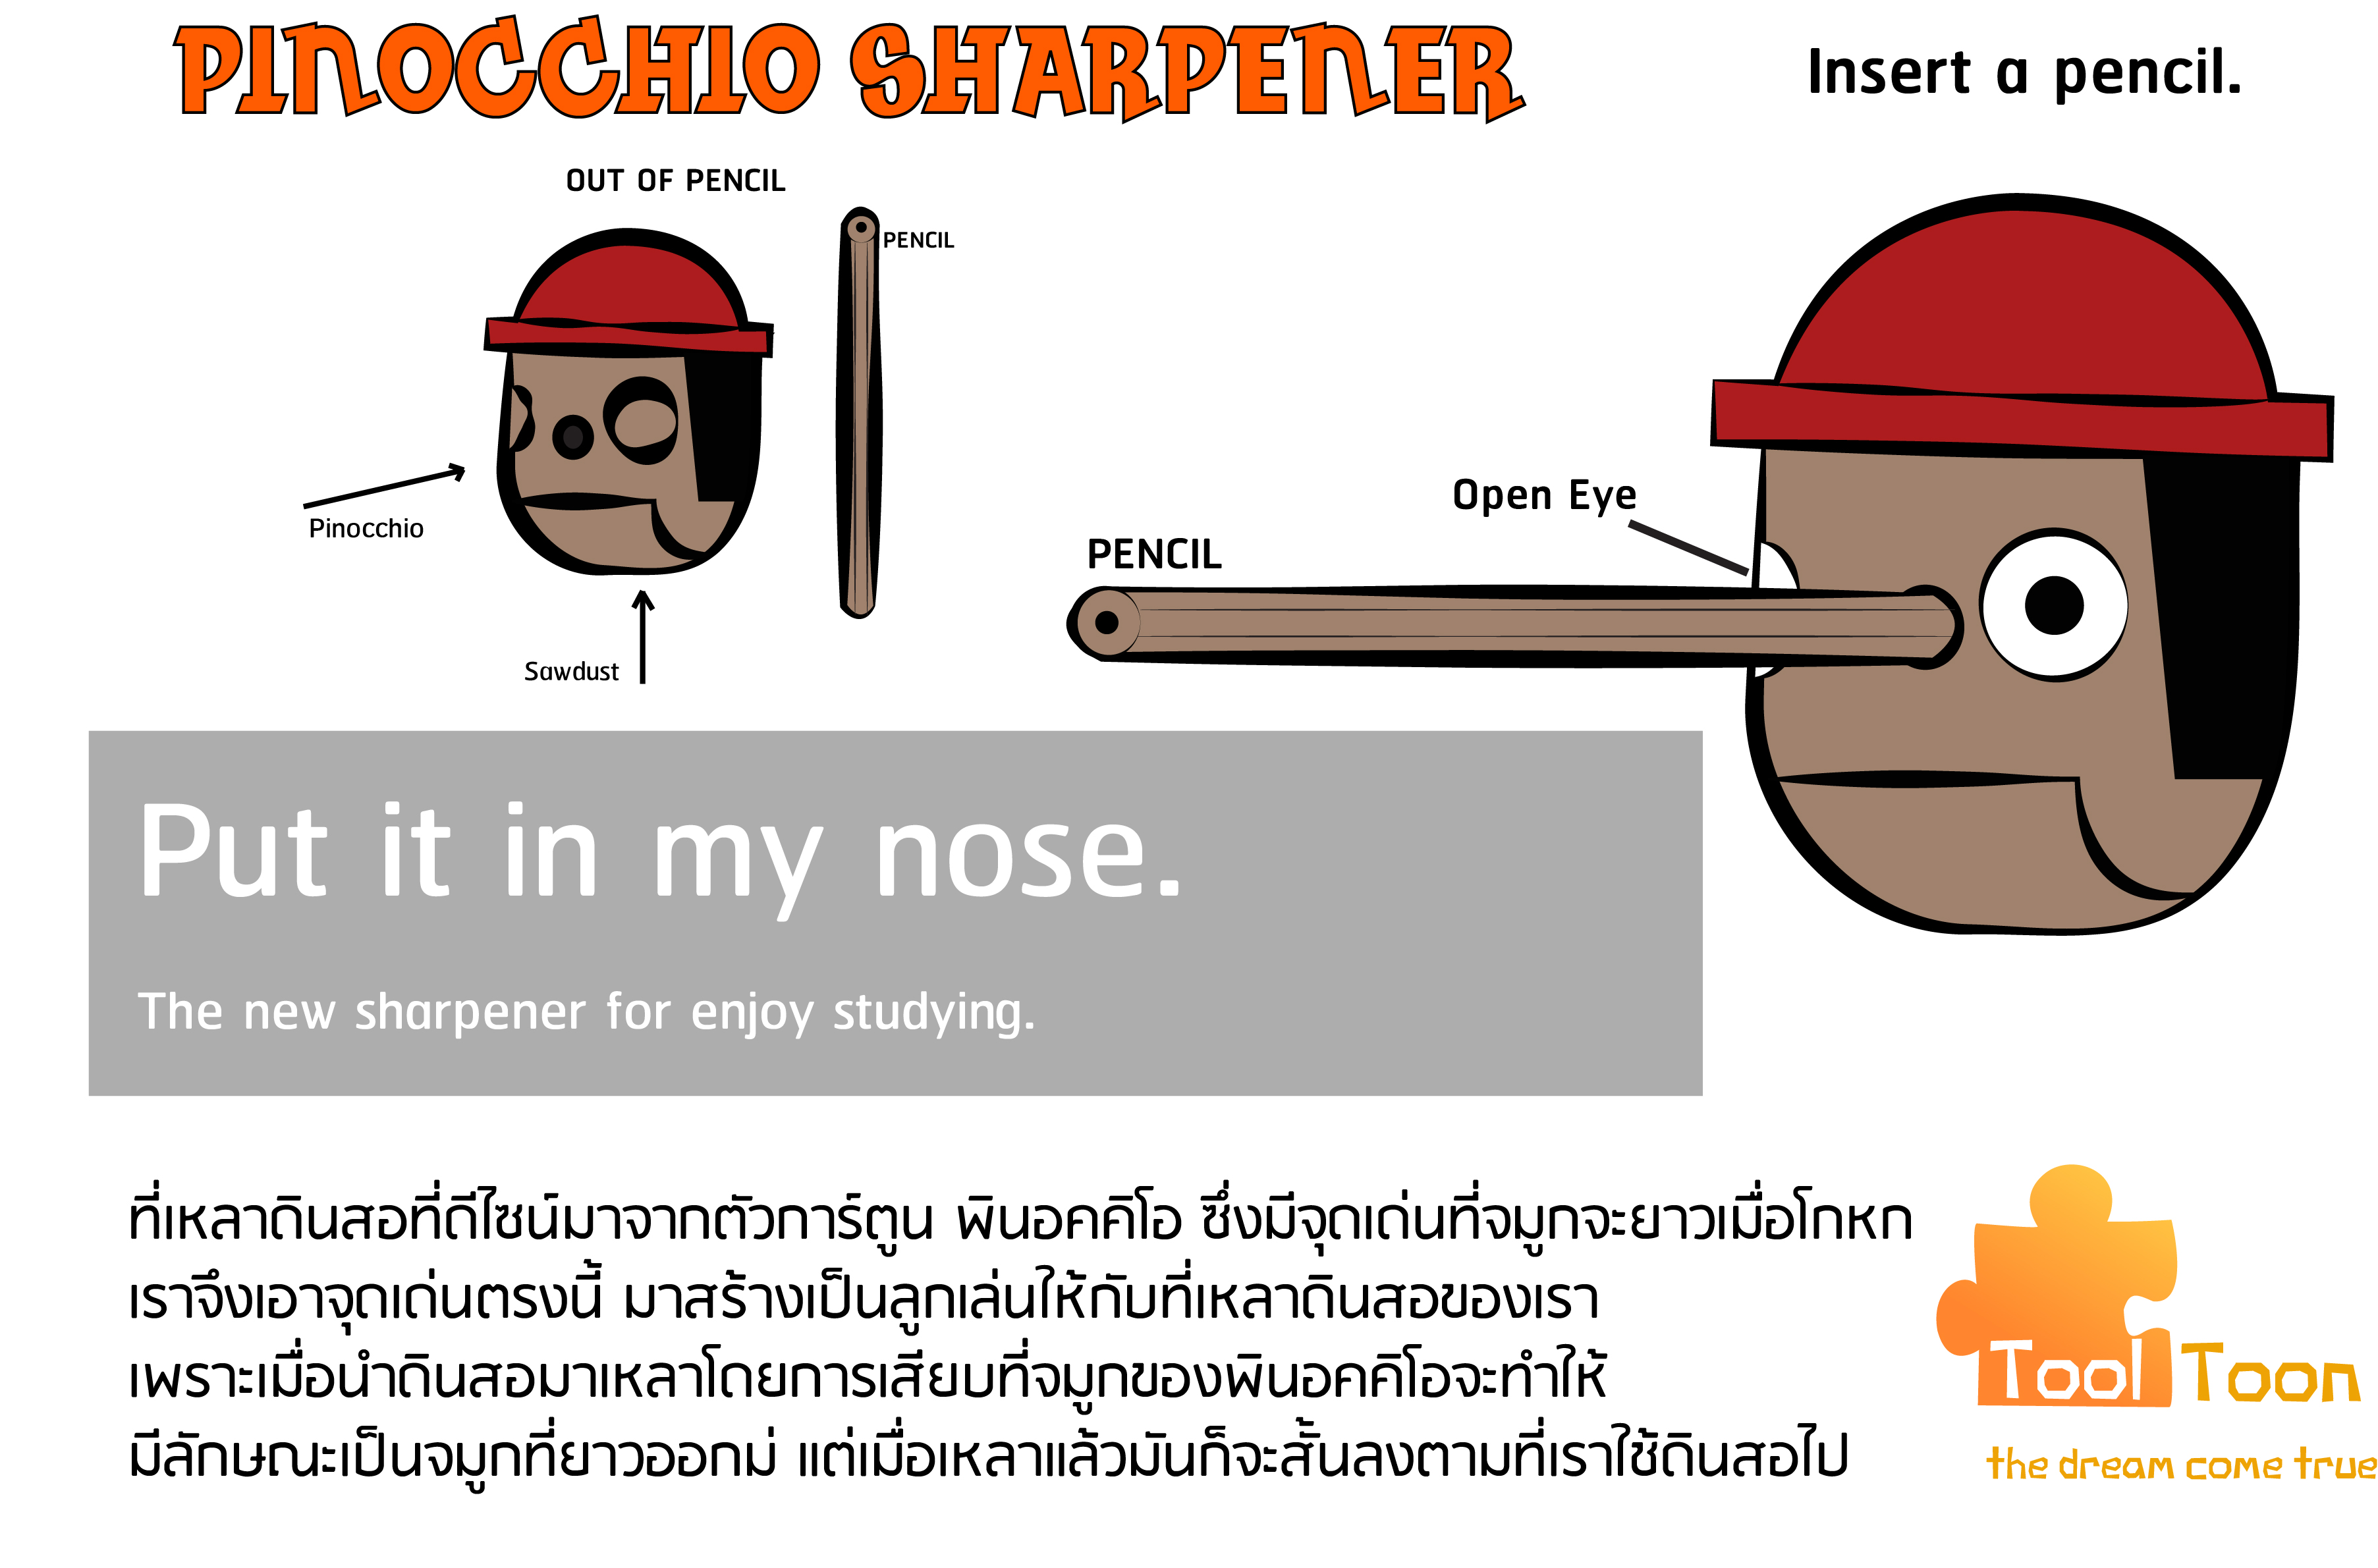 PINOCCHIO SHARPENER
Insert a pencil.
OUT OF PENCIL
PENCIL
Pinocchio
Sawdust
Open Eye
PENCIL
Put it in my nose.
The new sharpener for enjoy studying.
ที่เหลาดินสอที่ดีไซน์มาจากตัวการ์ตูน พินอคคิโอ ซึ่งมีจุดเด่นที่จมูกจะยาวเมื่อโกหก
เราจึงเอาจุดเด่นตรงนี้ มาสร้างเป็นลูกเล่นให้กับที่เหลาดินสอของเรา
เพราะเมื่อนำดินสอมาเหลาโดยการเสียบที่จมูกของพินอคคิโอจะทำให้
มีลักษณะเป็นจมูกที่ยาวออกม่ แต่เมื่อเหลาแล้วมันก็จะสั้นลงตามที่เราใช้ดินสอไป
Tool Toon
the dream come true